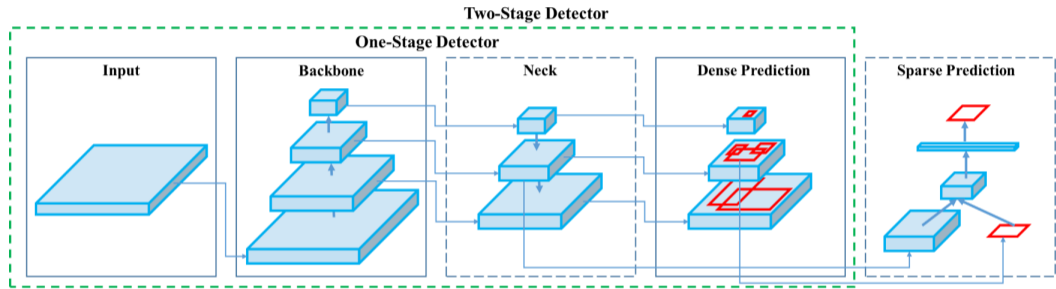 Two-Stage Detector
One-Stage Detector
Input
Backbone
Neck
Dense Prediction
Sparse Prediction